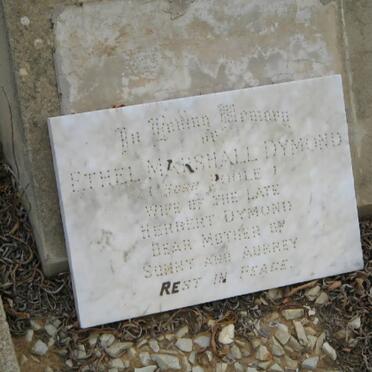 In Loving Memory
of
ETHEL MARSHALL DYMOND
WIFE OF THE LATE
HERBERT DYMOND
DEAR MOTHER OF
SONNY AND AUBREY
REST IN PEACE.